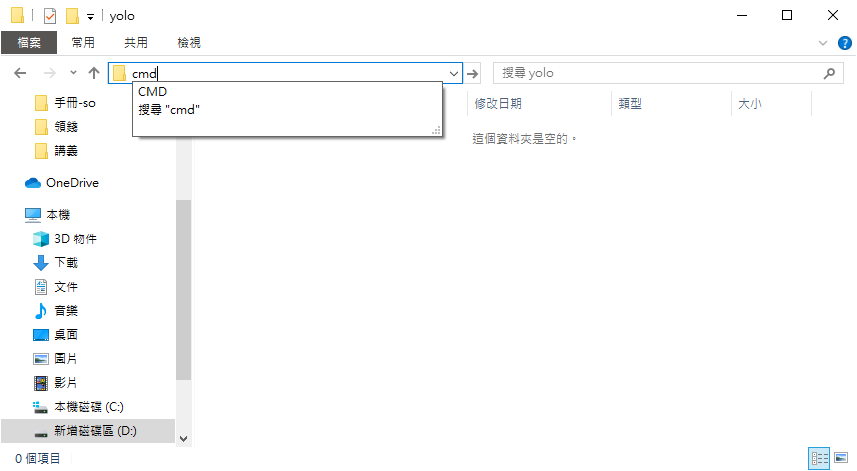 yolo
檔案 常用 共用 檢視
cmd
搜尋 yolo
CMD
搜尋 "cmd"
修改日期 類型 大小
這個資料夾是空的。
手冊-so
領錢
講義
OneDrive
本機
3D 物件
下載
文件
音樂
桌面
圖片
影片
本機磁碟 (C:)
新增磁碟區 (D:)
0 個項目